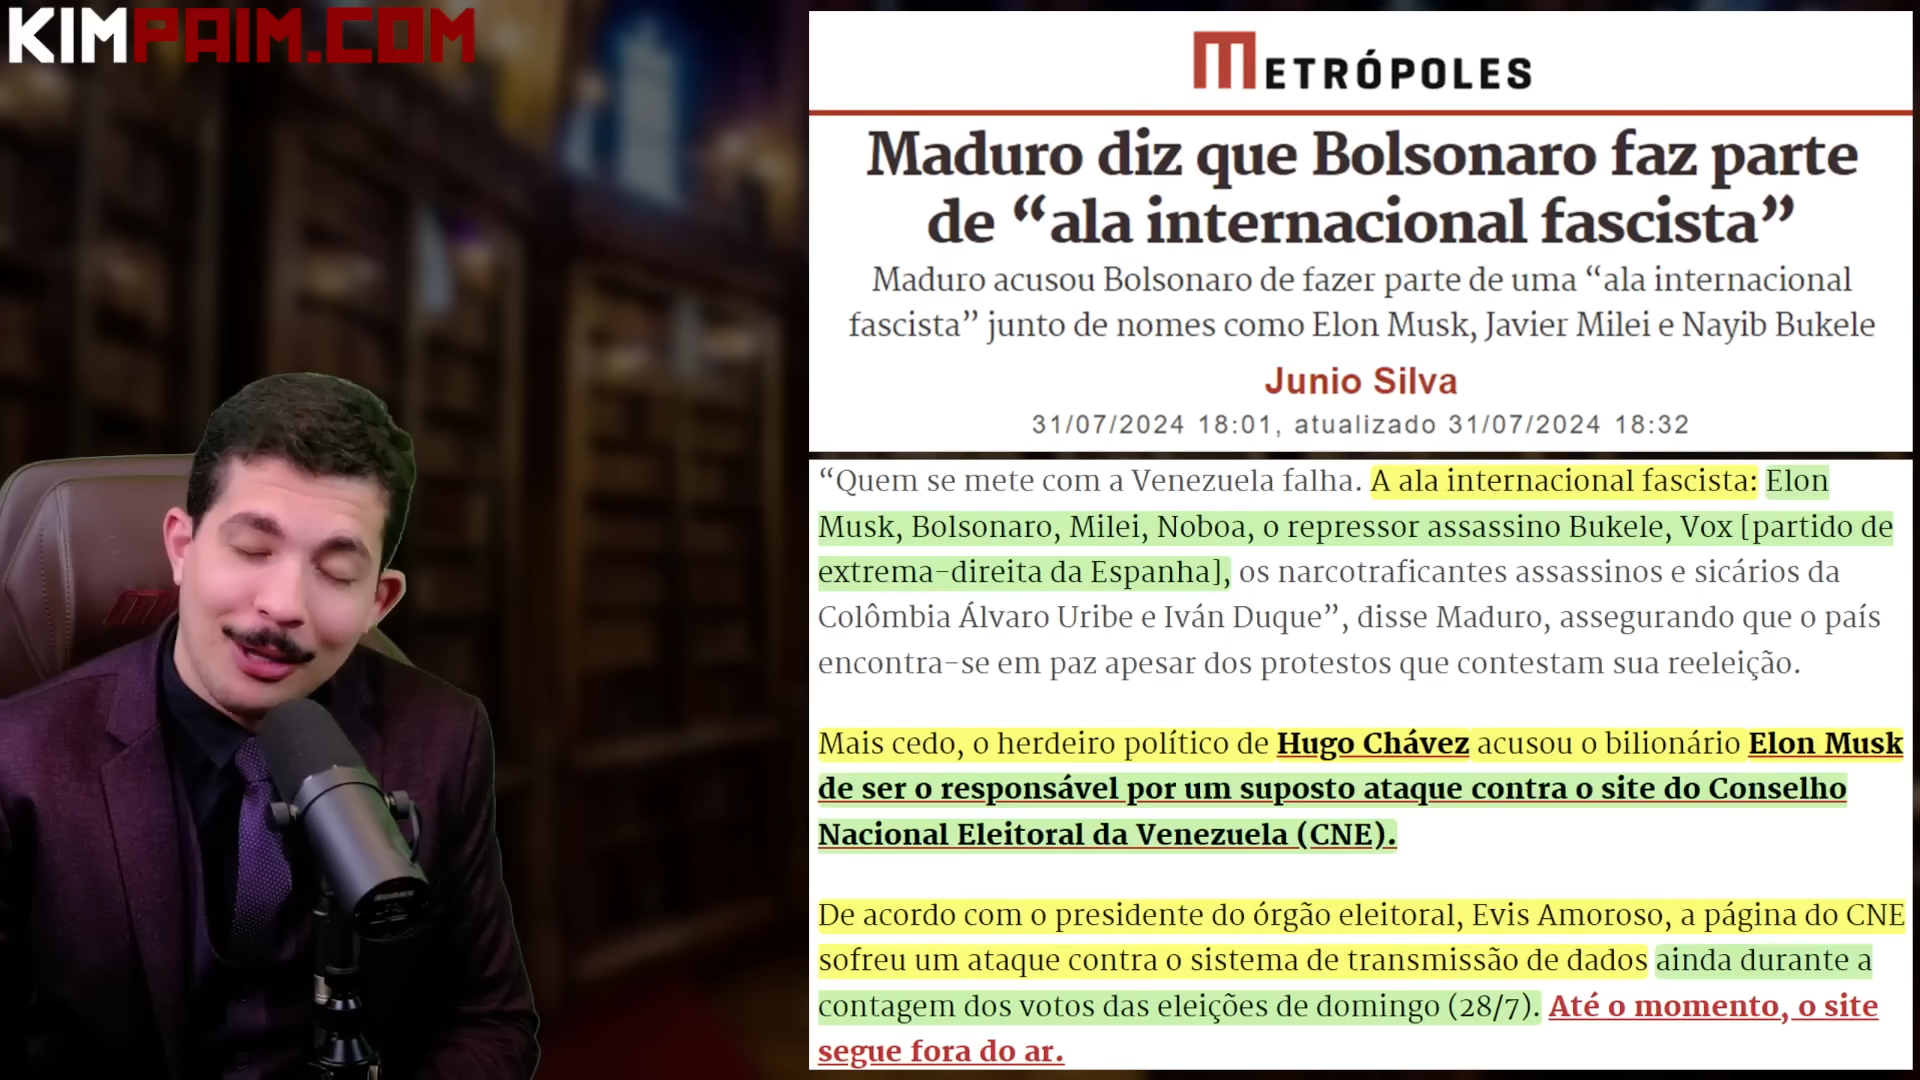 KIMPAIM.COM
METRÓPOLES
Maduro diz que Bolsonaro faz parte
de “ala internacional fascista”
Maduro acusou Bolsonaro de fazer parte de uma “ala internacional
fascista” junto de nomes como Elon Musk, Javier Milei e Nayib Bukele
Junio Silva
31/07/2024 18:01, atualizado 31/07/2024 18:32
“Quem se mete com a Venezuela falha. A ala internacional fascista: Elon
Musk, Bolsonaro, Milei, Noboa, o repressor assassino Bukele, Vox [partido de
extrema-direita da Espanha], os narcotraficantes assassinos e sicários da
Colômbia Álvaro Uribe e Iván Duque”, disse Maduro, assegurando que o país
encontra-se em paz apesar dos protestos que contestam sua reeleição.
Mais cedo, o herdeiro político de Hugo Chávez acusou o bilionário Elon Musk
de ser o responsável por um suposto ataque contra o site do Conselho
Nacional Eleitoral da Venezuela (CNE).
De acordo com o presidente do órgão eleitoral, Evis Amoroso, a página do CNE
sofreu um ataque contra o sistema de transmissão de dados ainda durante a
contagem dos votos das eleições de domingo (28/7). Até o momento, o site
segue fora do ar.